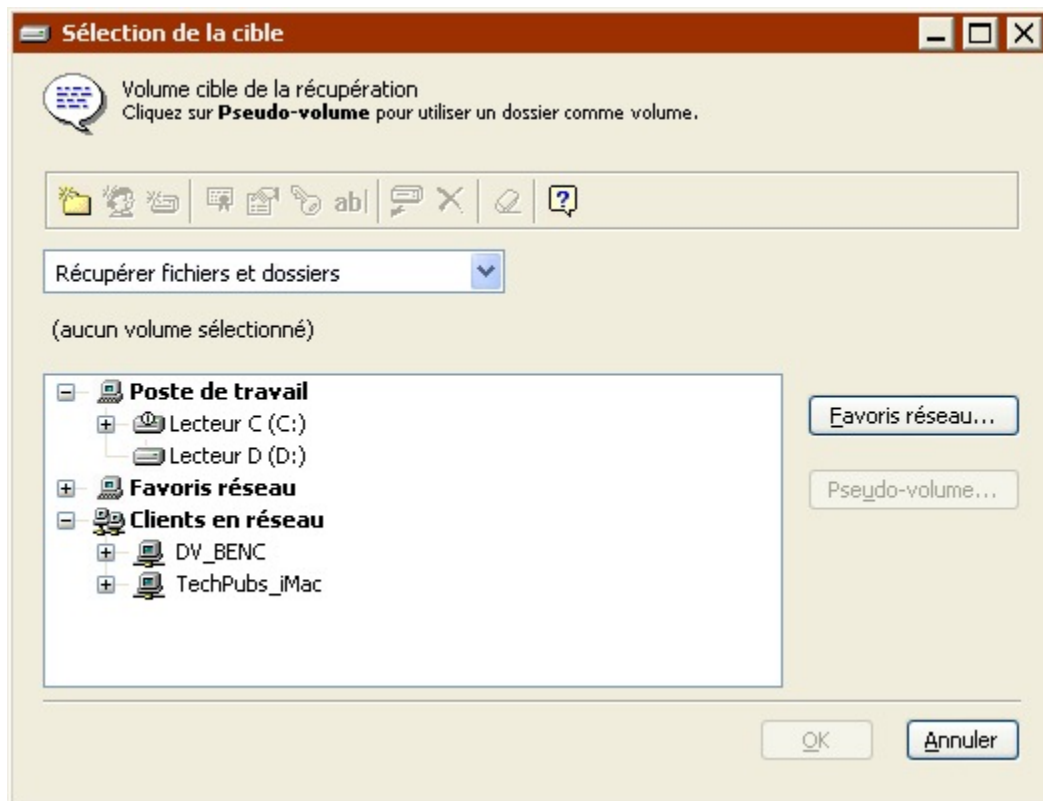 Sélection de la cible
Volume cible de la récupération
Cliquez sur Pseudo-volume pour utiliser un dossier comme volume.
ab|
Récupérer fichiers et dossiers
(aucun volume sélectionné)
Poste de travail
Lecteur C (C:)
Lecteur D (D:)
Favoris réseau
Clients en réseau
DV_BENC
TechPubs_iMac
Favoris réseau...
Pseudo-volume...
OK
Annuler